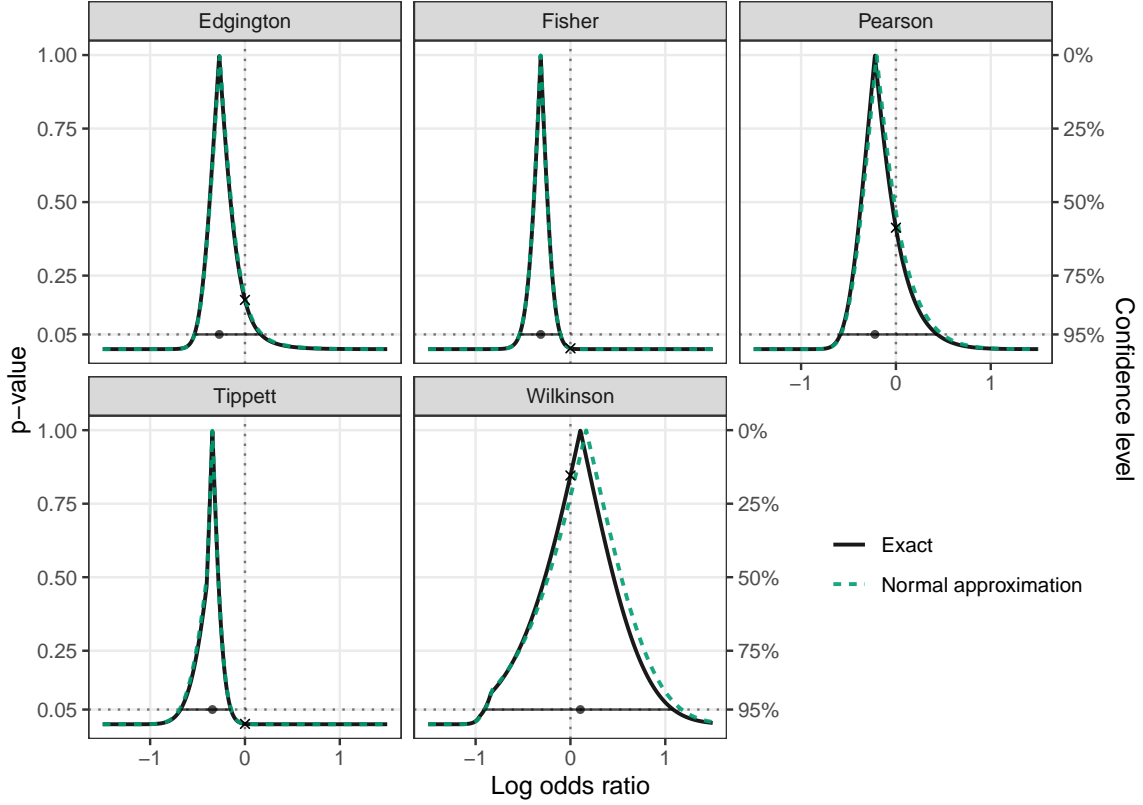 Edgington
Fisher
Pearson
1.00
0.75
0.50
0.25
0.05
0%
25%
50%
75%
95%
−1
0
1
p−value
Confidence level
Tippett
Wilkinson
1.00
0.75
0.50
0.25
0.05
0%
25%
50%
75%
95%
Exact
Normal approximation
−1
0
1
−1
0
1
Log odds ratio